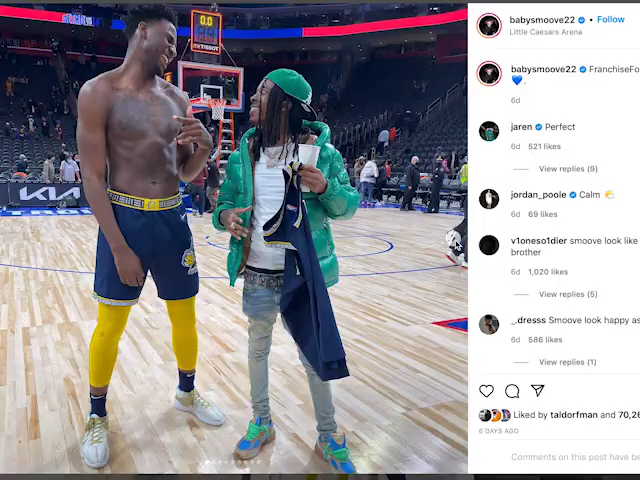 babysmoove22 • Follow
Little Caesars Arena
babysmoove22 FranchiseFo
💙 .
6d
jaren Perfect
6d 521 likes
View replies (9)
jordan_poole Calm 🌤️
6d 69 likes
v1oneso1dier smoove look like
brother
6d 1,020 likes
View replies (5)
_.dresss Smoove look happy as
6d 586 likes
View replies (1)
Liked by taldorfman and 70,26
6 DAYS AGO
Comments on this post have be
0.0
TISSOT
KIA